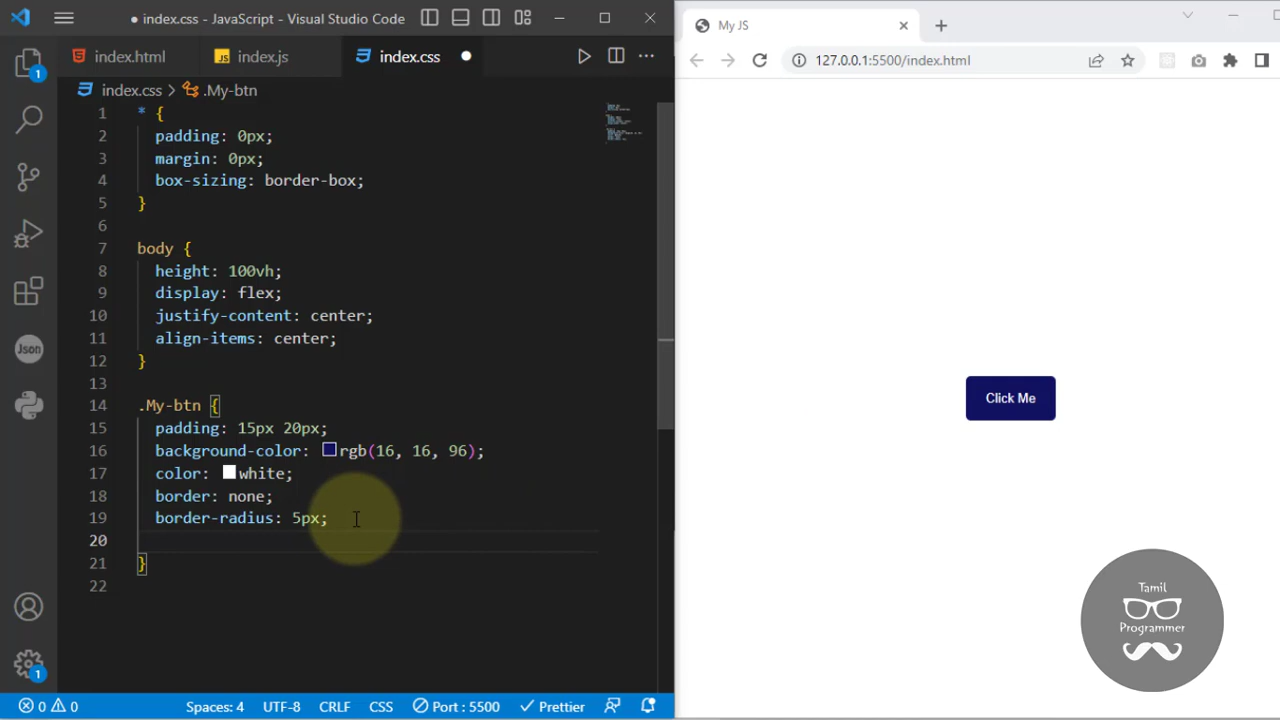 index.css - JavaScript - Visual Studio Code
index.html
index.js
index.css
index.css > .My-btn
1 * {
2 padding: 0px;
3 margin: 0px;
4 box-sizing: border-box;
5 }
6
7 body {
8 height: 100vh;
9 display: flex;
10 justify-content: center;
11 align-items: center;
12 }
13
14 .My-btn {
15 padding: 15px 20px;
16 background-color: rgb(16, 16, 96);
17 color: white;
18 border: none;
19 border-radius: 5px;
20
21 }
22
1
Json
1
0 0
Spaces: 4
UTF-8
CRLF
CSS
Port : 5500
Prettier
My JS
127.0.0.1:5500/index.html
Click Me
Tamil
Programmer